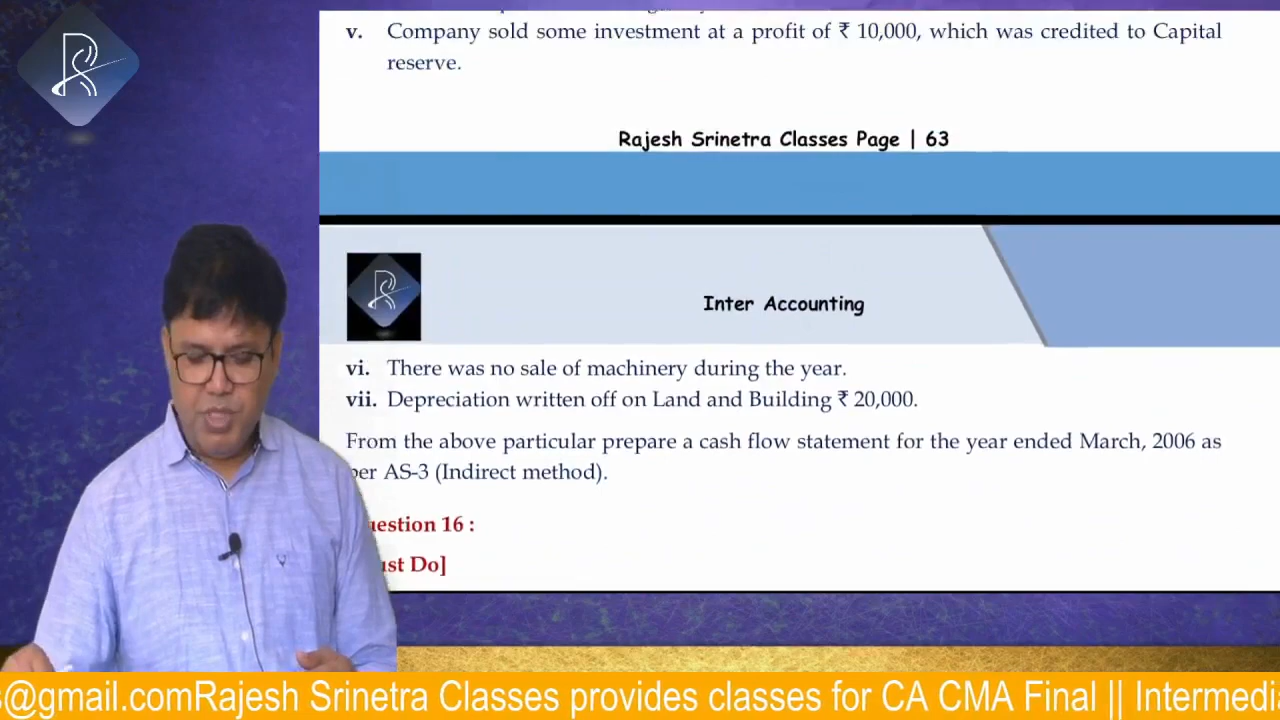 v. Company sold some investment at a profit of ₹ 10,000, which was credited to Capital
reserve.
Rajesh Srinetra Classes Page | 63
Inter Accounting
vi. There was no sale of machinery during the year.
vii. Depreciation written off on Land and Building ₹ 20,000.
From the above particular prepare a cash flow statement for the year ended March, 2006 as
per AS-3 (Indirect method).
uestion 16 :
ust Do]
s@gmail.comRajesh Srinetra Classes provides classes for CA CMA Final || Intermedi